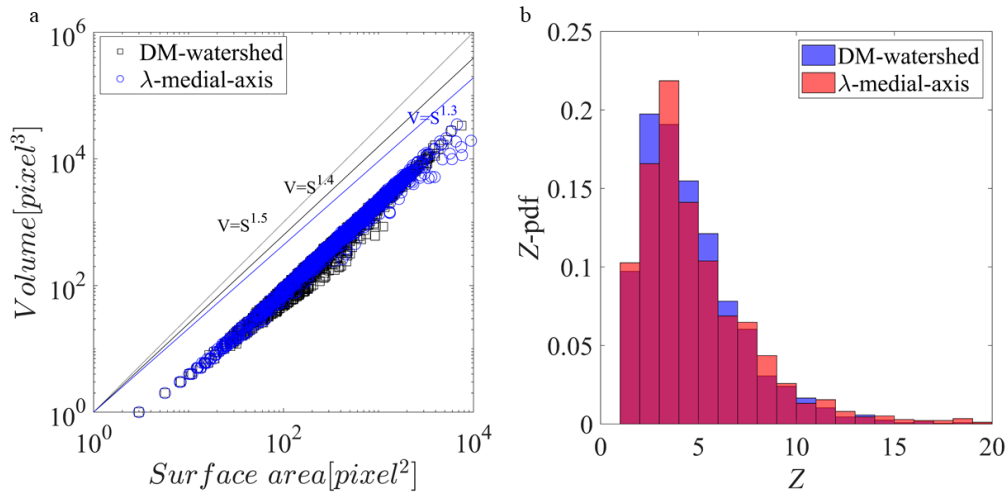 a
10^6
10^4
10^2
10^0
Volume[pixel^3]
DM-watershed
λ-medial-axis
V=S^1.3
V=S^1.4
V=S^1.5
10^0
10^2
10^4
Surface area[pixel^2]
b
0.25
0.2
0.15
0.1
0.05
0
Z-pdf
DM-watershed
λ-medial-axis
0
5
10
15
20
Z